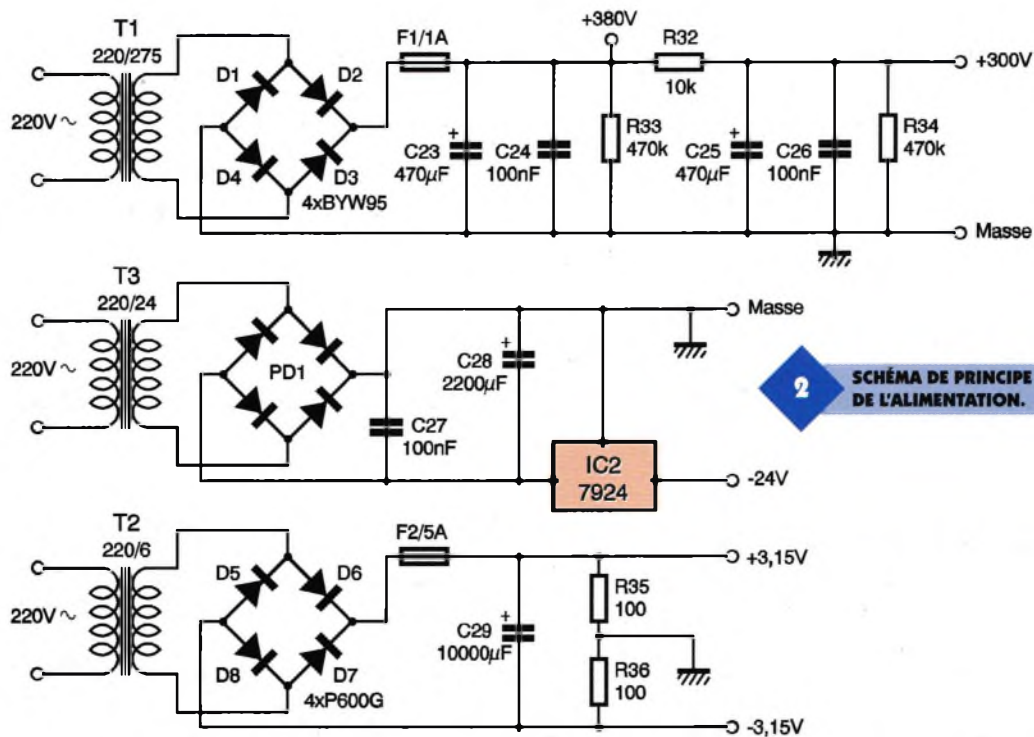 T1
220/275
220V ~
D1
D2
D4
D3
4xBYW95
F1/1A
+380V
R32
10k
+300V
C23
470µF
+
C24
100nF
R33
470k
C25
470µF
+
C26
100nF
R34
470k
Masse
T3
220/24
220V ~
PD1
C27
100nF
C28
2200µF
+
Masse
IC2
7924
-24V
2
SCHÉMA DE PRINCIPE
DE L'ALIMENTATION.
T2
220/6
220V ~
D5
D6
D8
D7
4xP600G
F2/5A
C29
10000µF
+
+3,15V
R35
100
R36
100
-3,15V